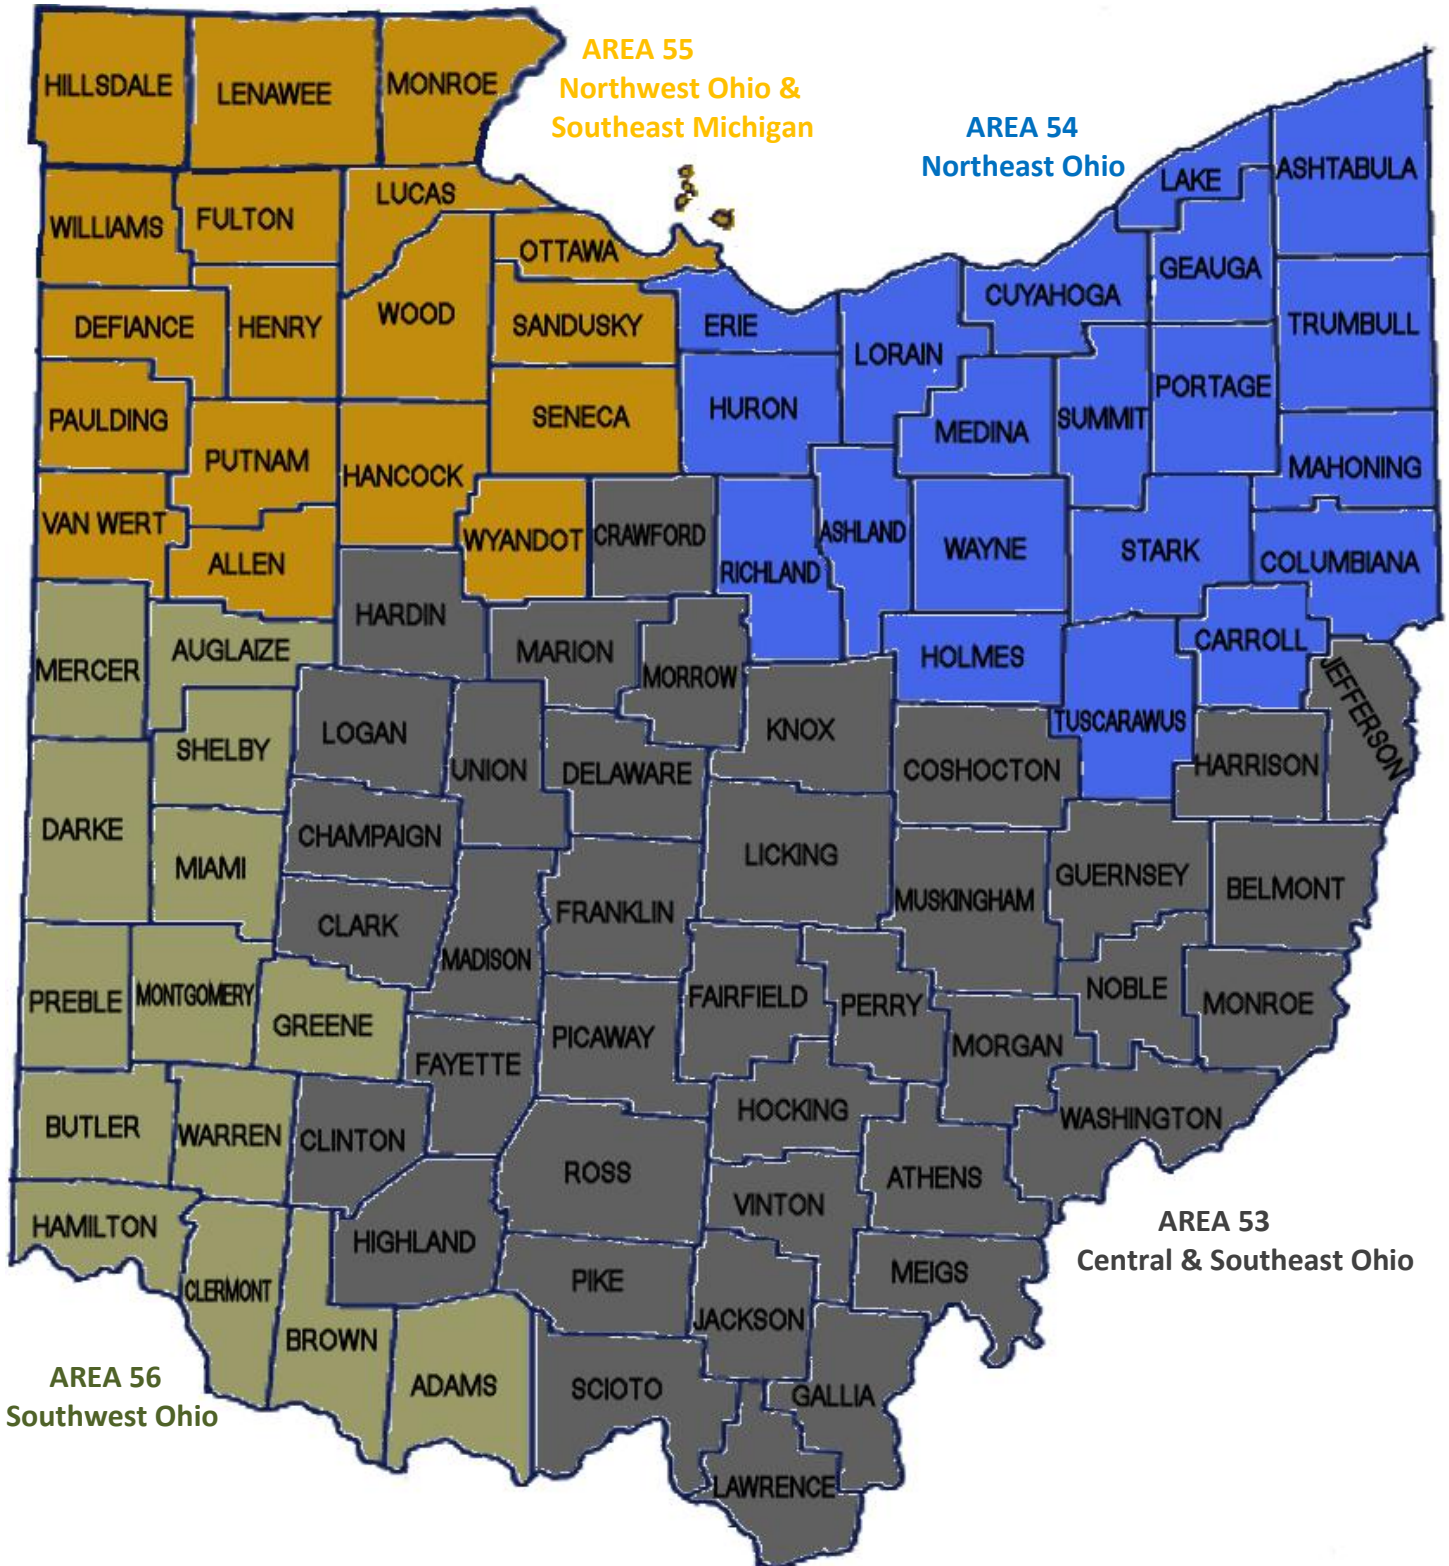 AREA 55
Northwest Ohio &
Southeast Michigan
AREA 54
Northeast Ohio
HILLSDALE
LENAWEE
MONROE
LUCAS
WILLIAMS
FULTON
OTTAWA
LAKE
ASHTABULA
GEAUGA
CUYAHOGA
DEFIANCE
HENRY
WOOD
SANDUSKY
ERIE
LORAIN
TRUMBULL
PAULDING
PUTNAM
HANCOCK
SENECA
HURON
MEDINA
SUMMIT
PORTAGE
MAHONING
VAN WERT
ALLEN
WYANDOT
CRAWFORD
RICHLAND
ASHLAND
WAYNE
STARK
COLUMBIANA
MERCER
AUGLAIZE
HARDIN
MARION
MORROW
HOLMES
CARROLL
JEFFERSON
SHELBY
LOGAN
UNION
DELAWARE
KNOX
COSHOCTON
TUSCARAWUS
HARRISON
DARKE
MIAMI
CHAMPAIGN
CLARK
MADISON
FRANKLIN
LICKING
MUSKINGHAM
GUERNSEY
BELMONT
PREBLE
MONTGOMERY
GREENE
FAYETTE
PICAWAY
FAIRFIELD
PERRY
MORGAN
NOBLE
MONROE
BUTLER
WARREN
CLINTON
ROSS
HOCKING
ATHENS
WASHINGTON
HAMILTON
CLERMONT
BROWN
HIGHLAND
PIKE
VINTON
JACKSON
MEIGS
ADAMS
SCIOTO
GALLIA
LAWRENCE
AREA 53
Central & Southeast Ohio
AREA 56
Southwest Ohio